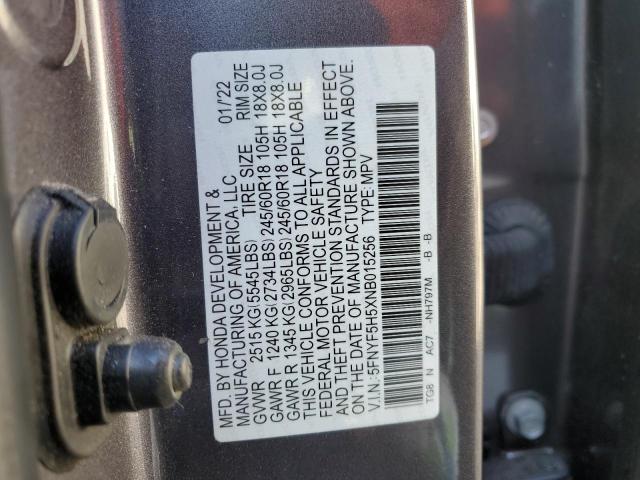 MFD. BY HONDA DEVELOPMENT & 01/'22
MANUFACTURING OF AMERICA, LLC
TIRE SIZE RIM SIZE
GVWR 2515 KG(5545LBS)
GAWR F 1240 KG(2734LBS) 245/60R18 105H 18X8.0J
GAWR R 1345 KG(2965LBS) 245/60R18 105H 18X8.0J
THIS VEHICLE CONFORMS TO ALL APPLICABLE
FEDERAL MOTOR VEHICLE SAFETY
AND THEFT PREVENTION STANDARDS IN EFFECT
ON THE DATE OF MANUFACTURE SHOWN ABOVE.
V.I.N.: 5FNYF5H5XNB015256 TYPE: MPV
TG8 N AC7 -NH797M -B -B